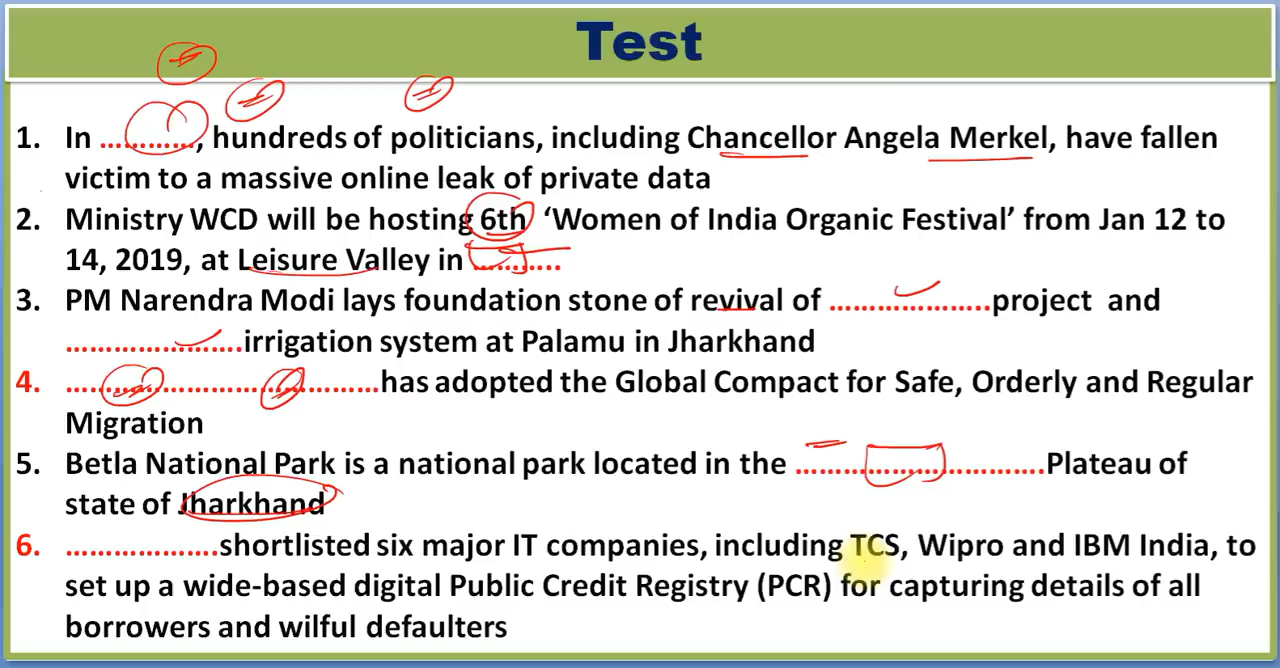 Test
1. In …………, hundreds of politicians, including Chancellor Angela Merkel, have fallen
victim to a massive online leak of private data
2. Ministry WCD will be hosting 6th ‘Women of India Organic Festival’ from Jan 12 to
14, 2019, at Leisure Valley in …………
3. PM Narendra Modi lays foundation stone of revival of ………………….project and
…………………….irrigation system at Palamu in Jharkhand
4. ……………………………………has adopted the Global Compact for Safe, Orderly and Regular
Migration
5. Betla National Park is a national park located in the ……………………………Plateau of
state of Jharkhand
6. ………………….shortlisted six major IT companies, including TCS, Wipro and IBM India, to
set up a wide-based digital Public Credit Registry (PCR) for capturing details of all
borrowers and wilful defaulters